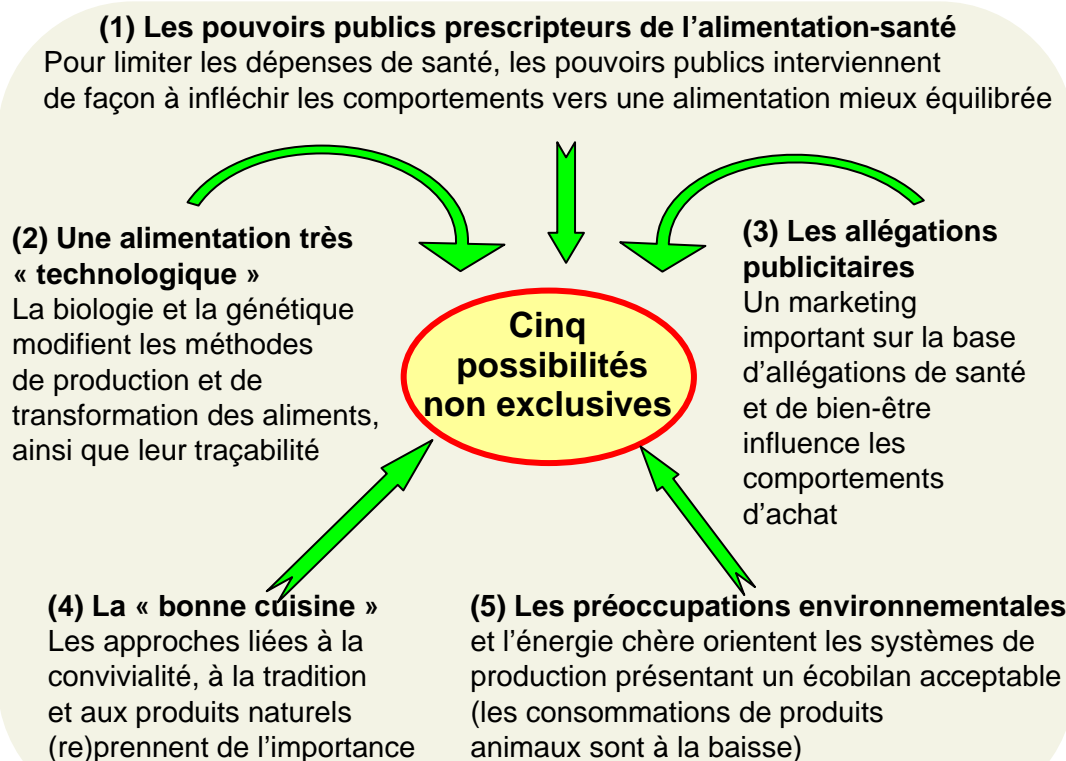 (1) Les pouvoirs publics prescripteurs de l’alimentation-santé
Pour limiter les dépenses de santé, les pouvoirs publics interviennent
de façon à infléchir les comportements vers une alimentation mieux équilibrée
(2) Une alimentation très
« technologique »
La biologie et la génétique
modifient les méthodes
de production et de
transformation des aliments,
ainsi que leur traçabilité
(3) Les allégations
publicitaires
Un marketing
important sur la base
d’allégations de santé
et de bien-être
influence les
comportements
d’achat
Cinq
possibilités
non exclusives
(4) La « bonne cuisine »
Les approches liées à la
convivialité, à la tradition
et aux produits naturels
(re)prennent de l’importance
(5) Les préoccupations environnementales
et l’énergie chère orientent les systèmes de
production présentant un écobilan acceptable
(les consommations de produits
animaux sont à la baisse)